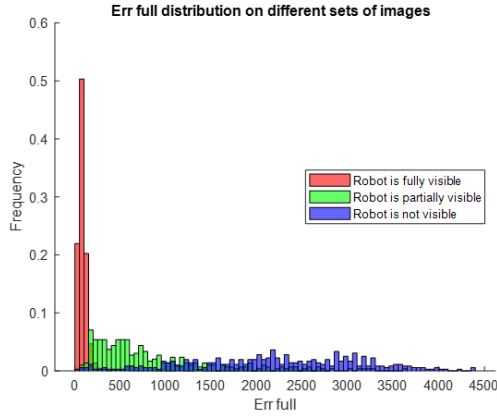 Err full distribution on different sets of images
0.6
0.5
0.4
0.3
0.2
0.1
0
Frequency
Robot is fully visible
Robot is partially visible
Robot is not visible
0 500 1000 1500 2000 2500 3000 3500 4000 4500
Err full